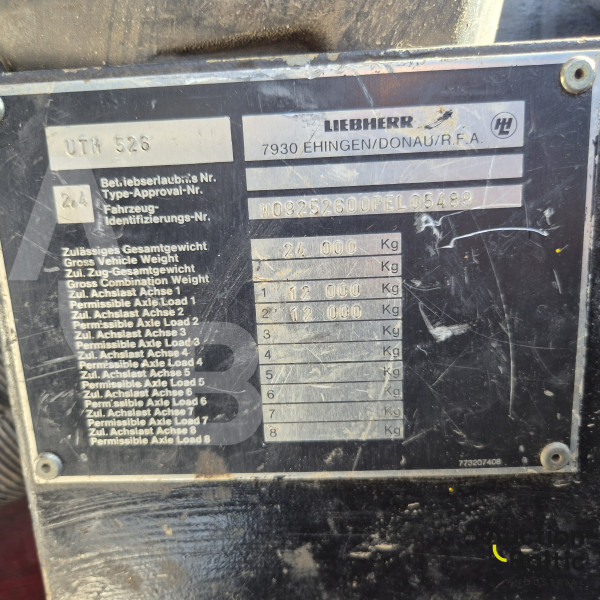 LIEBHERR
7930 EHINGEN/DONAU/R.F.A.
526
2.4
Betriebserlaubnis Nr.
Type-Approval-Nr.
Fahrzeug-
Identifizierungs-Nr.
Zulässiges Gesamtgewicht
Gross Vehicle Weight
24 000 Kg
Zul. Zug-Gesamtgewicht
Gross Combination Weight
Kg
Zul. Achslast Achse 1
Permissible Axle Load 1
1 12 000 Kg
Zul. Achslast Achse 2
Permissible Axle Load 2
2 12 000 Kg
Zul. Achslast Achse 3
Permissible Axle Load 3
3 Kg
Zul. Achslast Achse 4
Permissible Axle Load 4
4 Kg
Zul. Achslast Achse 5
Permissible Axle Load 5
5 Kg
Zul. Achslast Achse 6
Permissible Axle Load 6
6 Kg
Zul. Achslast Achse 7
Permissible Axle Load 7
7 Kg
Zul. Achslast Achse 8
Permissible Axle Load 8
8 Kg
773207408